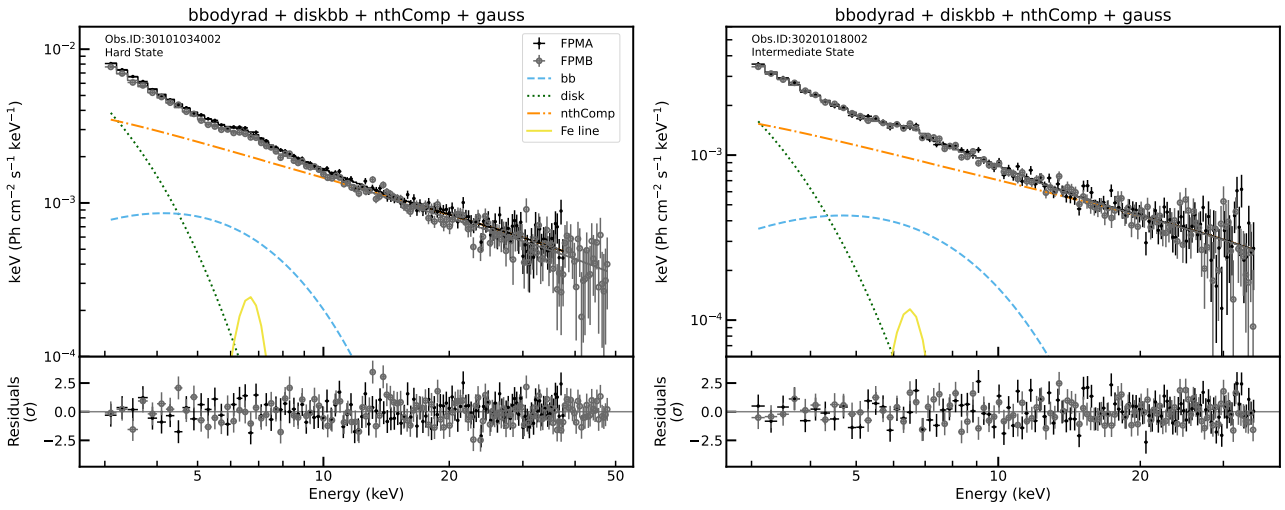 bbodyrad + diskbb + nthComp + gauss
Obs.ID:30101034002
Hard State
FPMA
FPMB
bb
disk
nthComp
Fe line
keV (Ph cm⁻² s⁻¹ keV⁻¹)
10⁻²
10⁻³
10⁻⁴
Residuals
(σ)
2.5
0.0
−2.5
5
10
20
30
40
50
Energy (keV)
bbodyrad + diskbb + nthComp + gauss
Obs.ID:30201018002
Intermediate State
keV (Ph cm⁻² s⁻¹ keV⁻¹)
10⁻³
10⁻⁴
Residuals
(σ)
2.5
0.0
−2.5
5
10
20
Energy (keV)